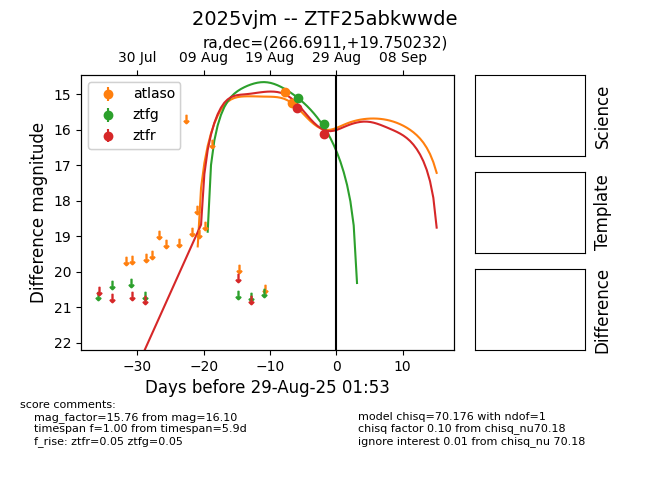 2025vjm -- ZTF25abkwwde
ra,dec=(266.6911,+19.750232)
30 Jul 09 Aug 19 Aug 29 Aug 08 Sep
atlaso
ztfg
ztfr
15
16
17
18
19
20
21
22
Difference magnitude
−30 −20 −10 0 10
Days before 29-Aug-25 01:53
Science
Template
Difference
score comments:
mag_factor=15.76 from mag=16.10
timespan f=1.00 from timespan=5.9d
f_rise: ztfr=0.05 ztfg=0.05
model chisq=70.176 with ndof=1
chisq factor 0.10 from chisq_nu70.18
ignore interest 0.01 from chisq_nu 70.18